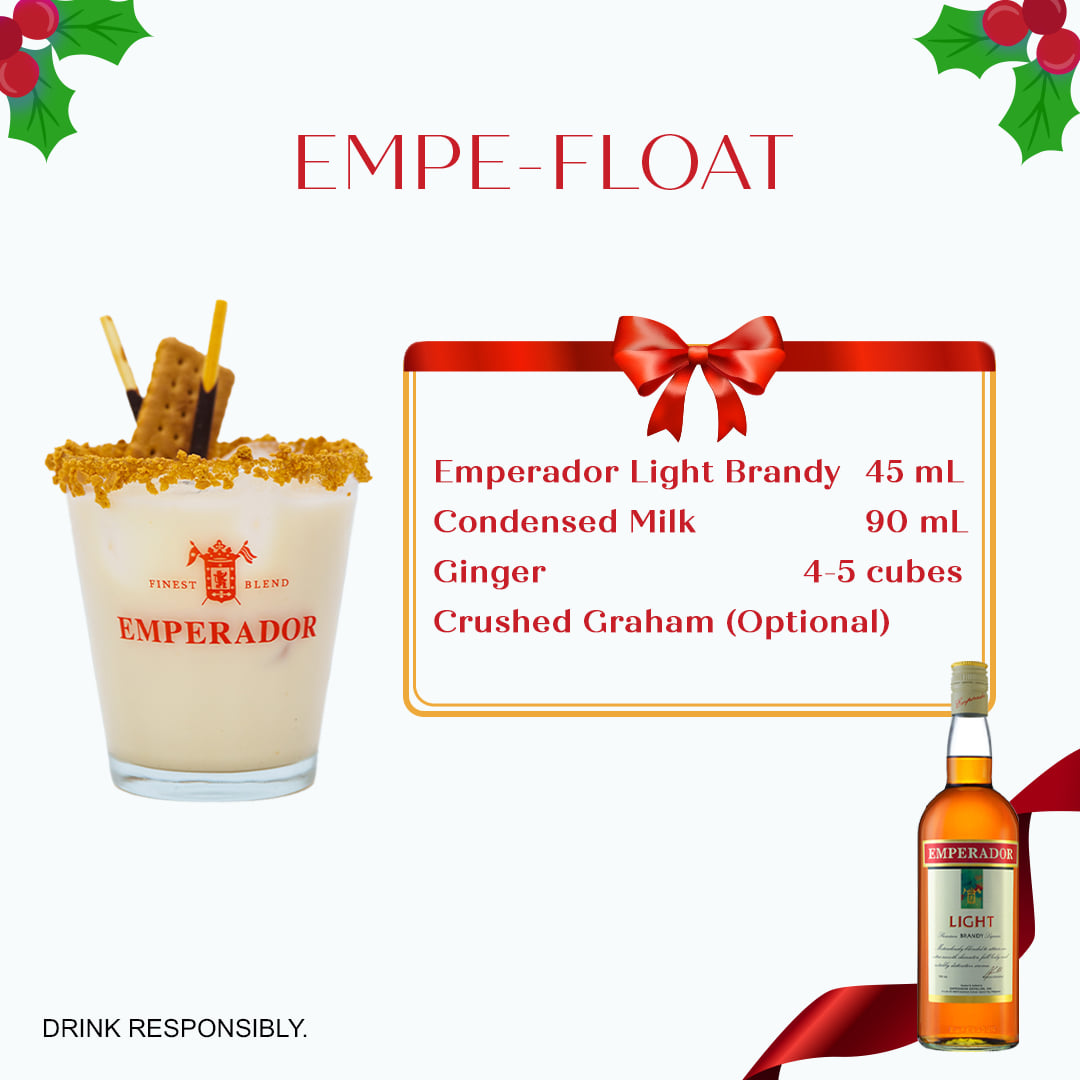 EMPE-FLOAT
Emperador Light Brandy 45 mL
Condensed Milk 90 mL
Ginger 4-5 cubes
Crushed Graham (Optional)
FINEST BLEND
EMPERADOR
EMPERADOR
LIGHT
BRANDY
DRINK RESPONSIBLY.